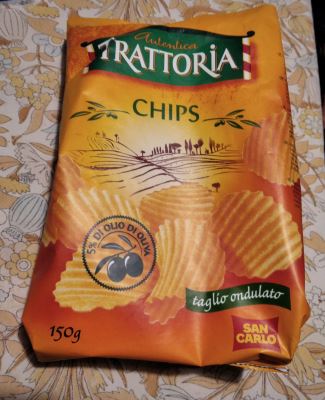 Autentica
TRATTORIA
CHIPS
5% DI OLIO DI OLIVA
taglio ondulato
150g
SAN
CARLO